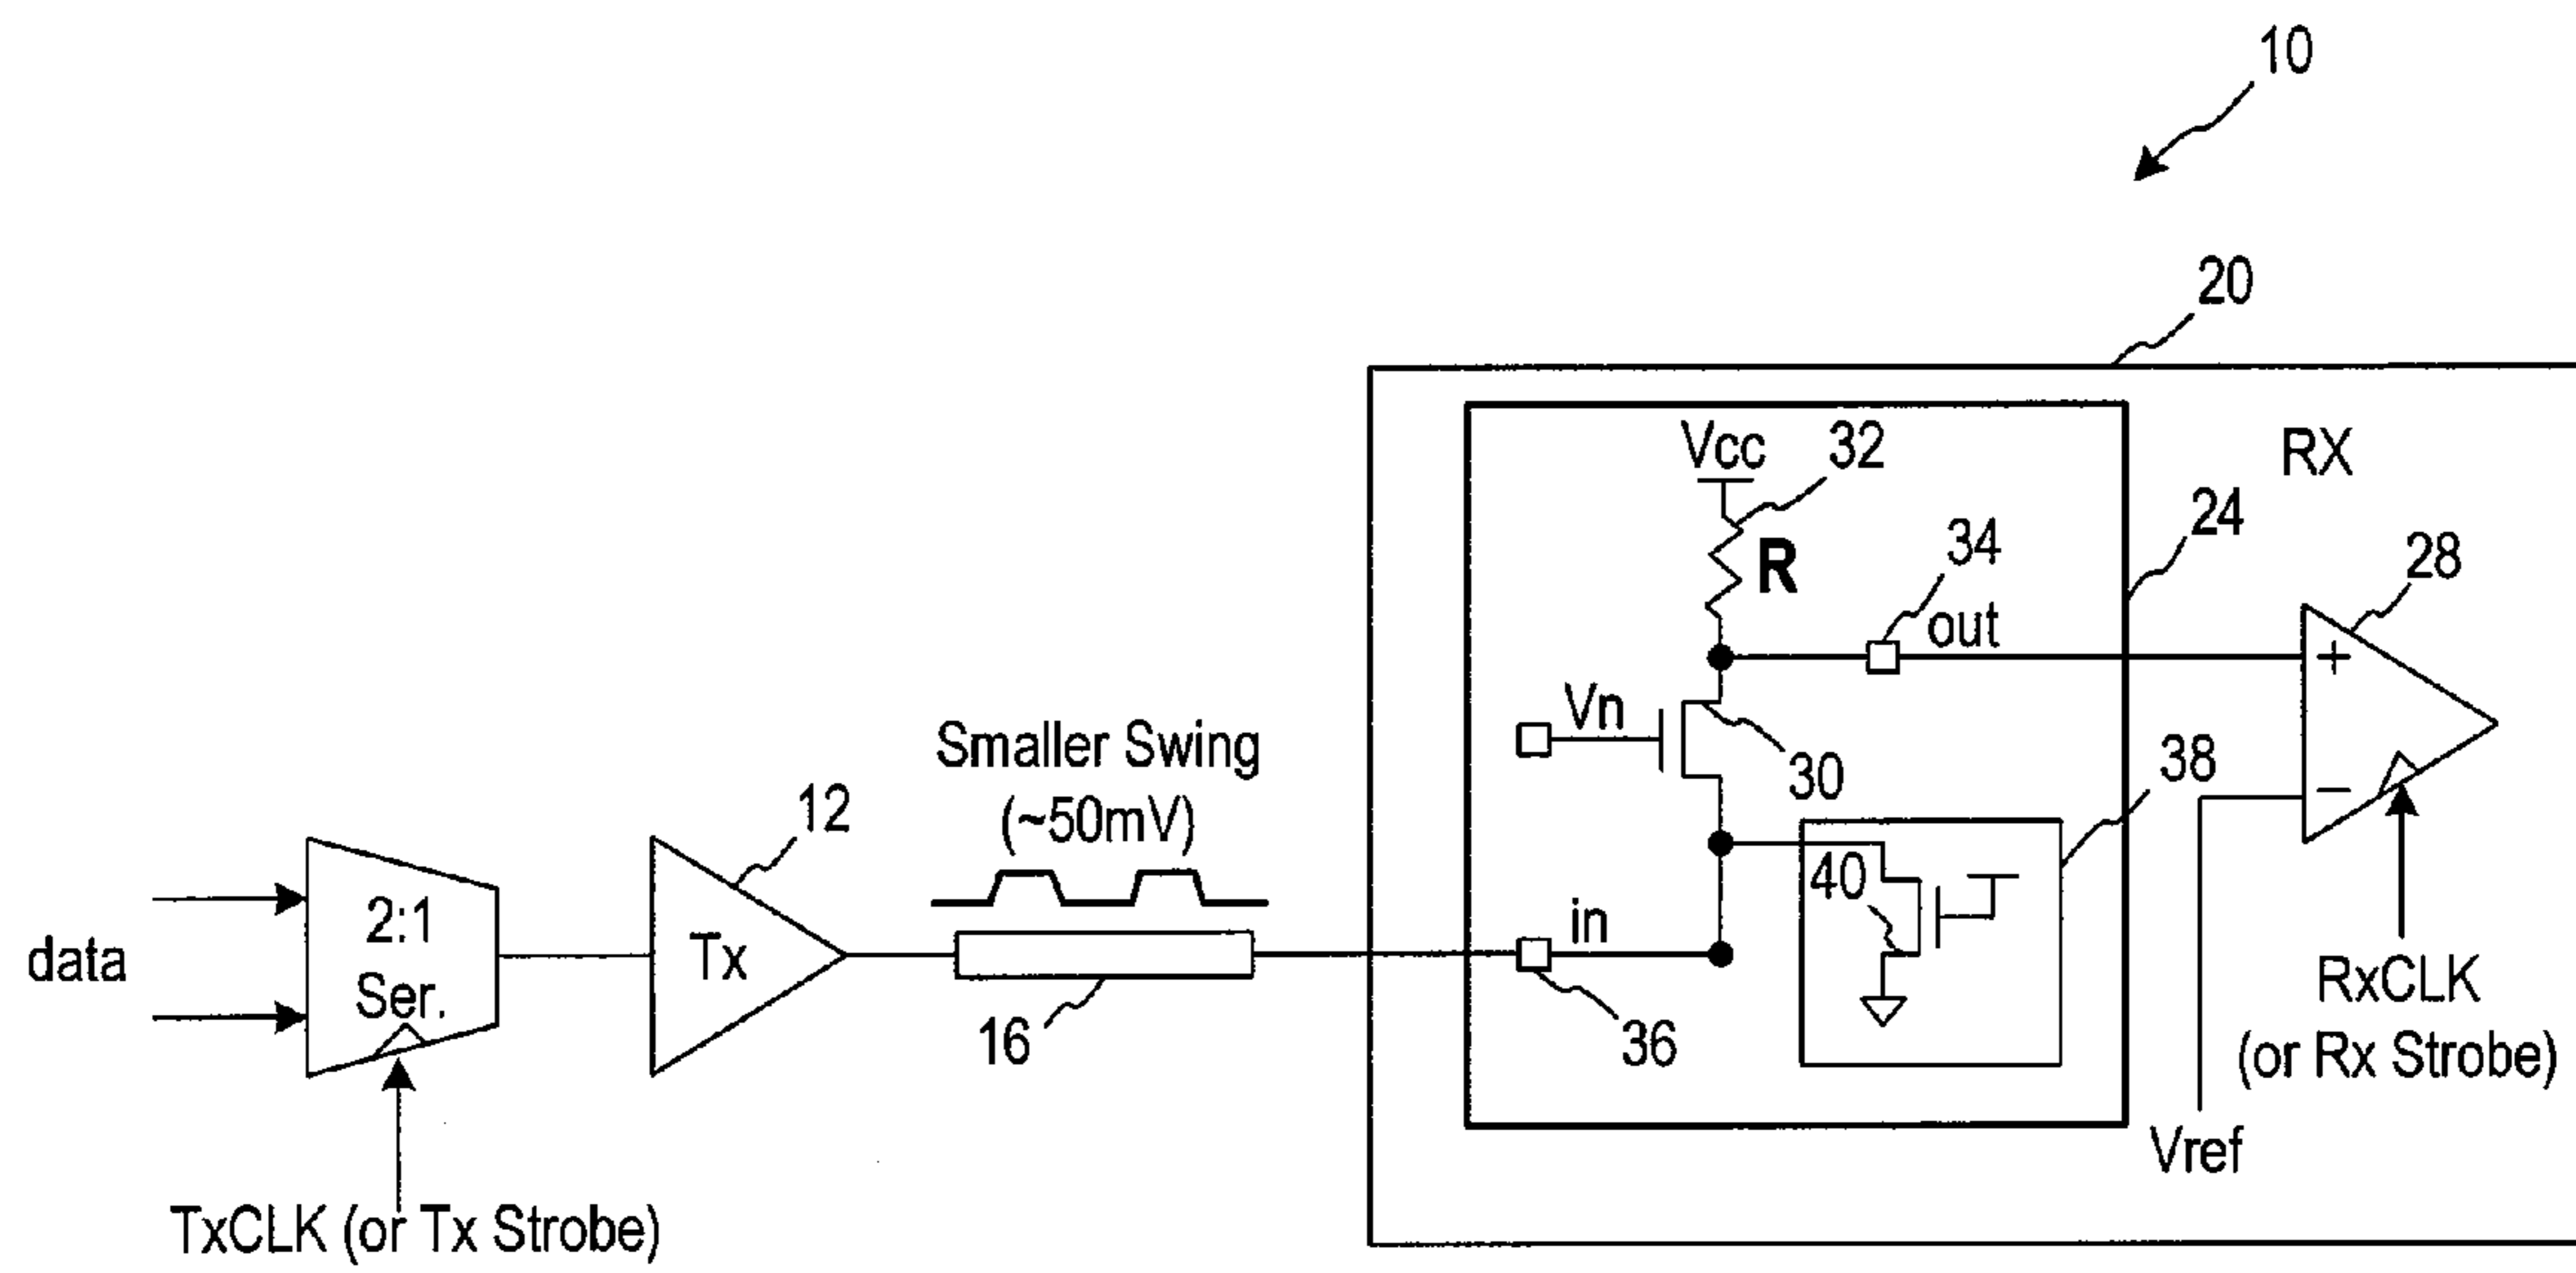 10
20
Vcc
32
RX
R
34
24
out
28
+
Vn
30
38
Smaller Swing
(~50mV)
12
data
2:1
Ser.
Tx
16
in
36
40
−
RxCLK
(or Rx Strobe)
Vref
TxCLK (or Tx Strobe)